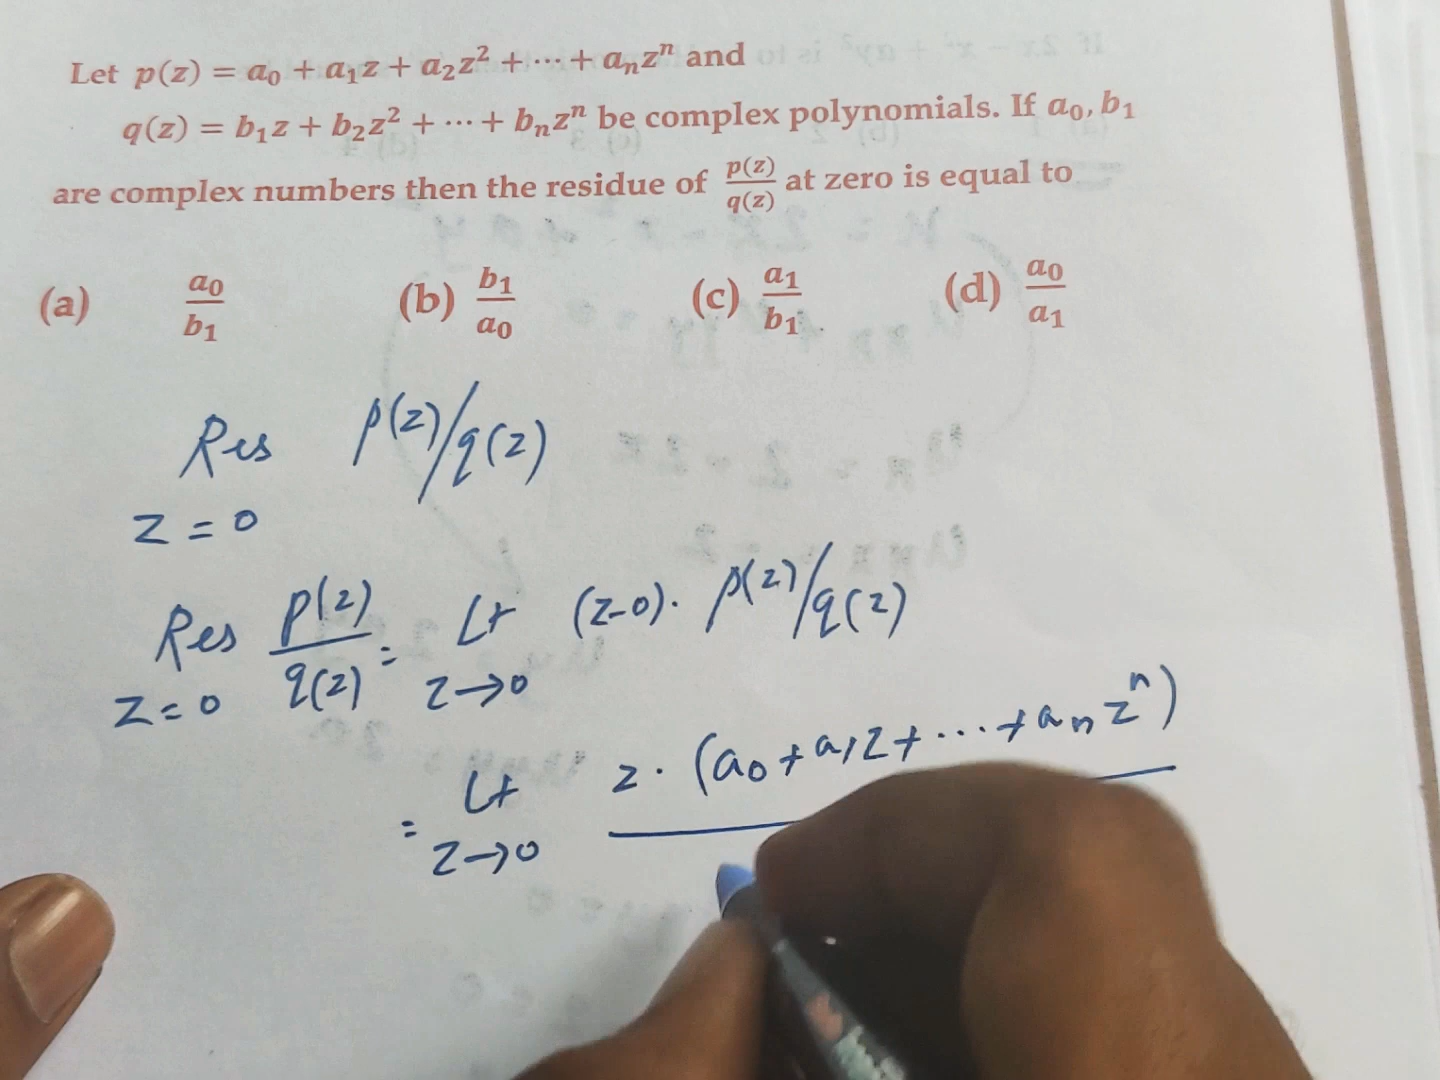 Let p(z) = a₀ + a₁z + a₂z² + ⋯ + aₙzⁿ and
q(z) = b₁z + b₂z² + ⋯ + bₙzⁿ be complex polynomials. If a₀, b₁
are complex numbers then the residue of p(z)/q(z) at zero is equal to
(a) a₀/b₁ (b) b₁/a₀ (c) a₁/b₁ (d) a₀/a₁
Res p(z)/q(z)
z = 0
Res p(z)/q(z) = Lt (z-0). p(z)/q(z)
z=0 z→0
= Lt z. (a₀+a₁z+...+aₙzⁿ)
z→0